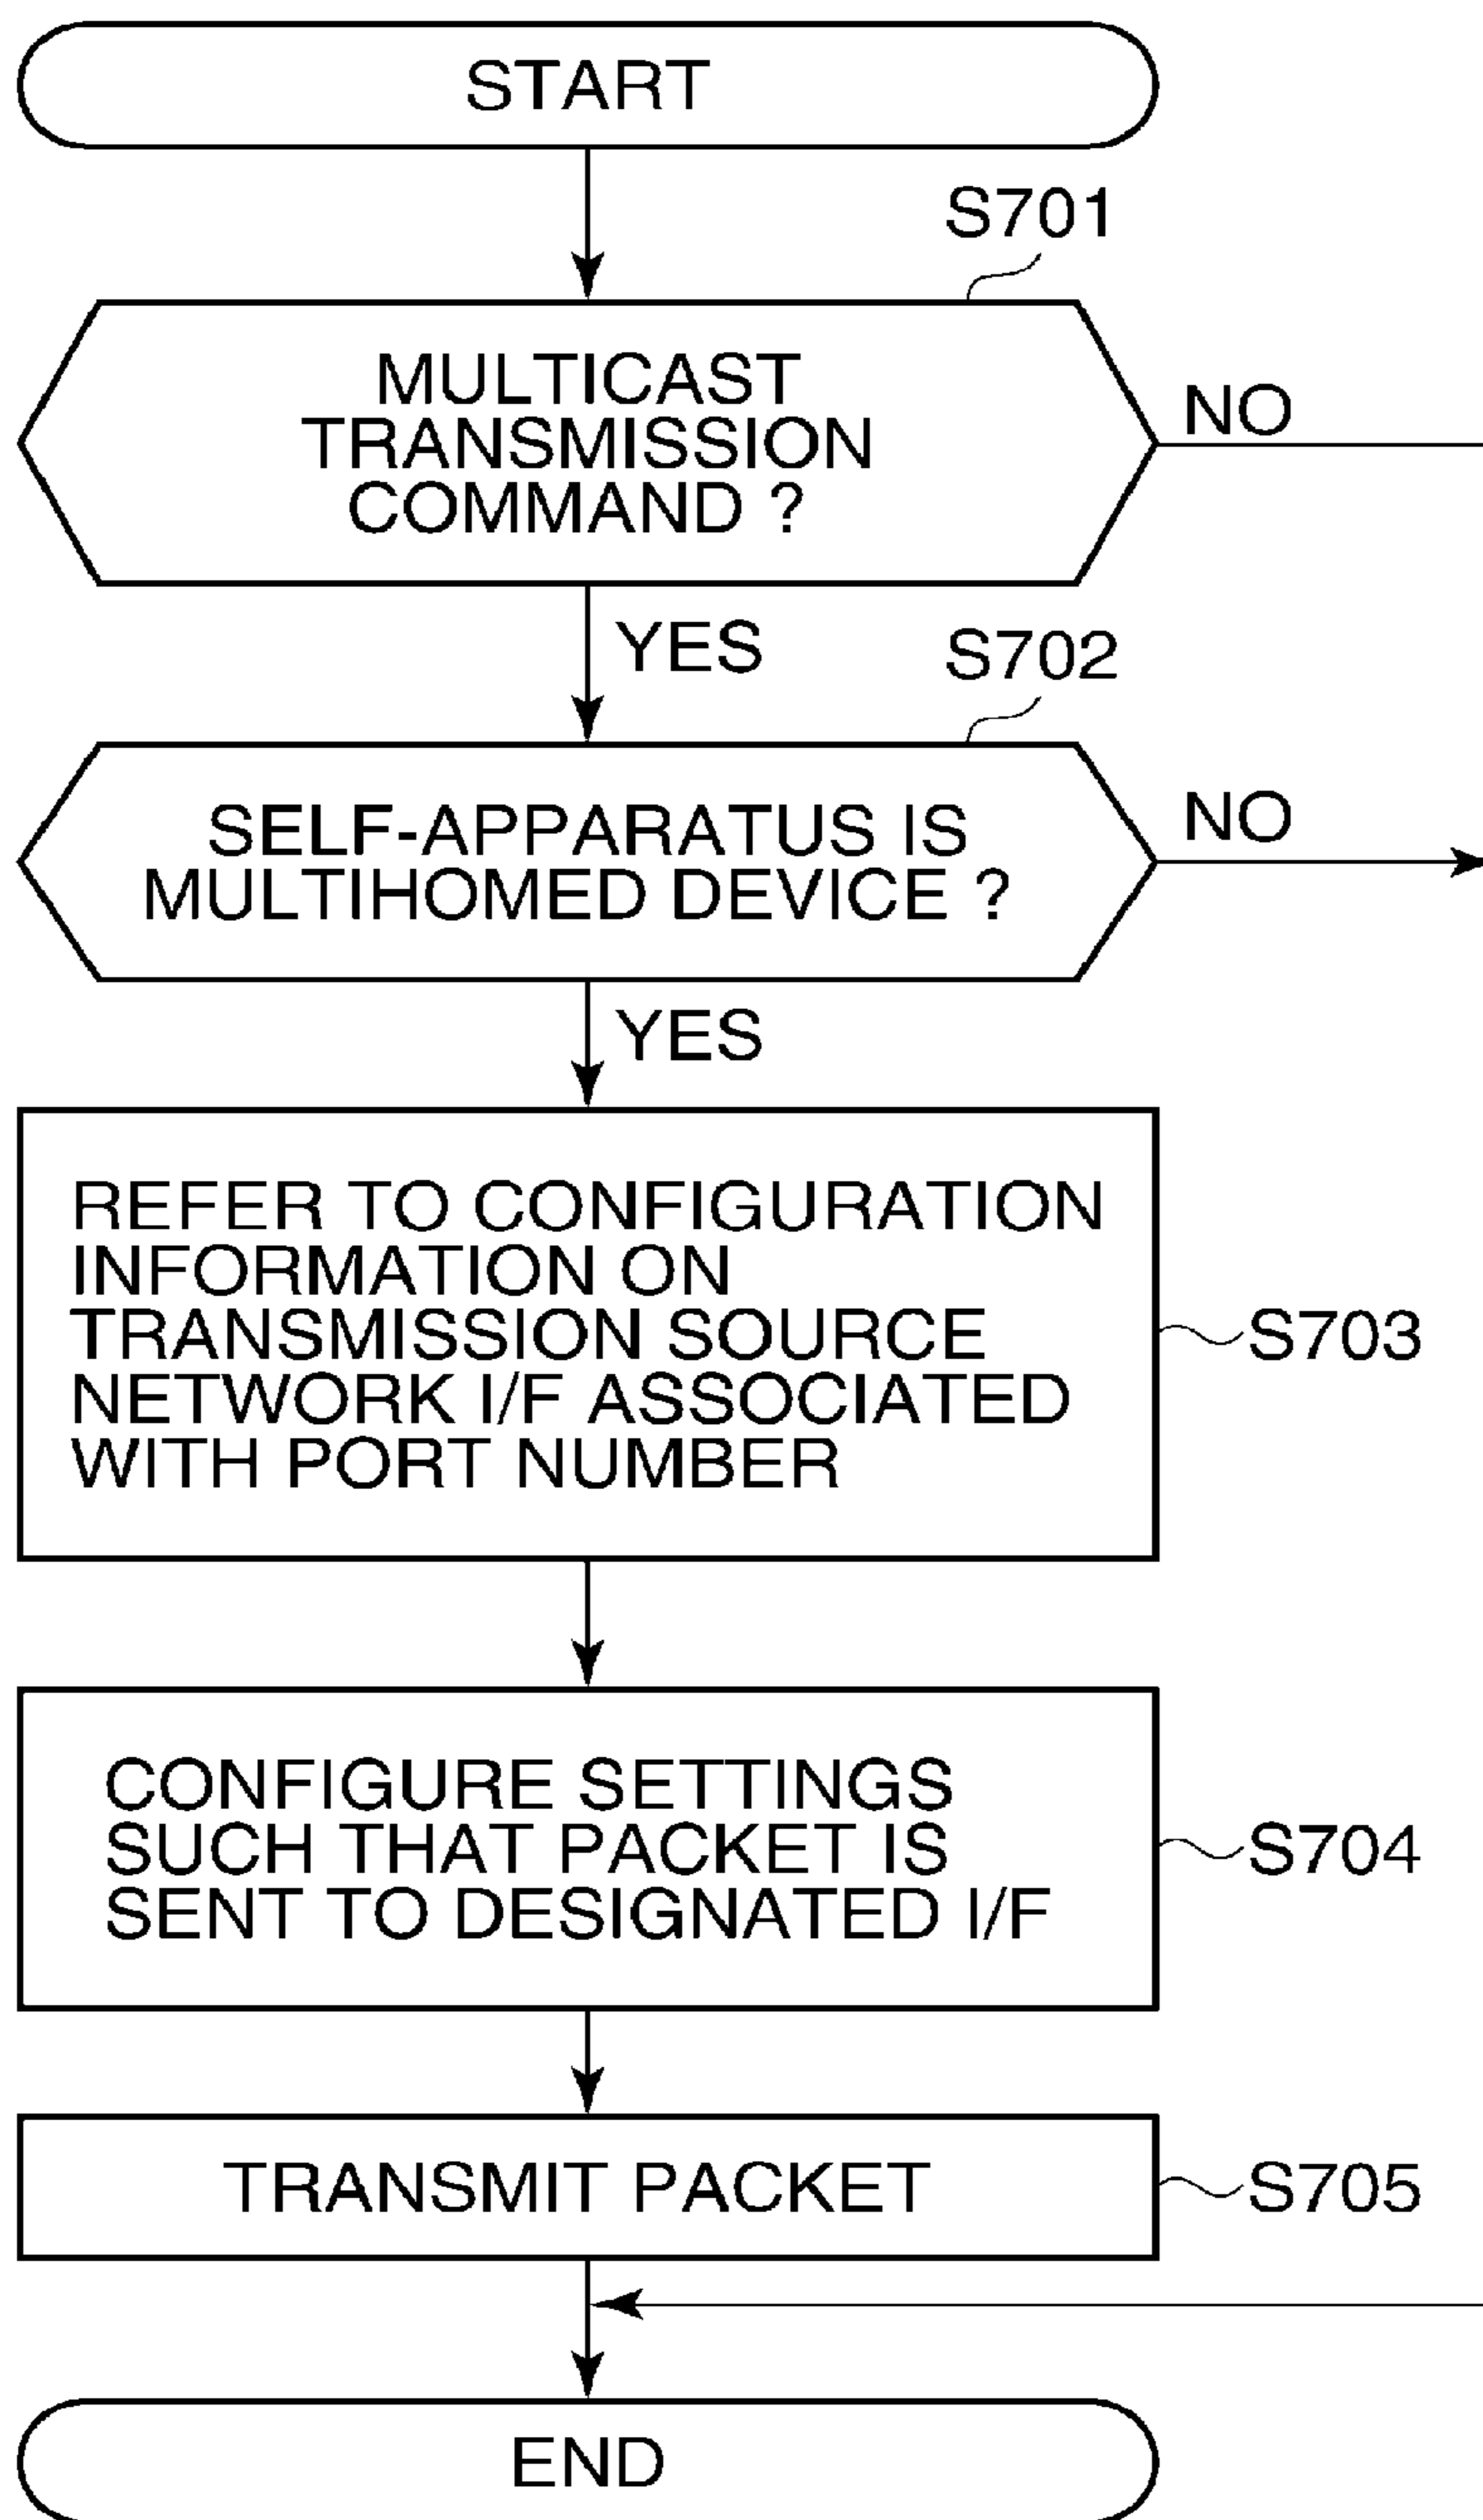 START
S701
MULTICAST
TRANSMISSION
COMMAND ?
NO
YES
S702
SELF-APPARATUS IS
MULTIHOMED DEVICE ?
NO
YES
REFER TO CONFIGURATION
INFORMATION ON
TRANSMISSION SOURCE
NETWORK I/F ASSOCIATED
WITH PORT NUMBER
S703
CONFIGURE SETTINGS
SUCH THAT PACKET IS
SENT TO DESIGNATED I/F
S704
TRANSMIT PACKET
S705
END